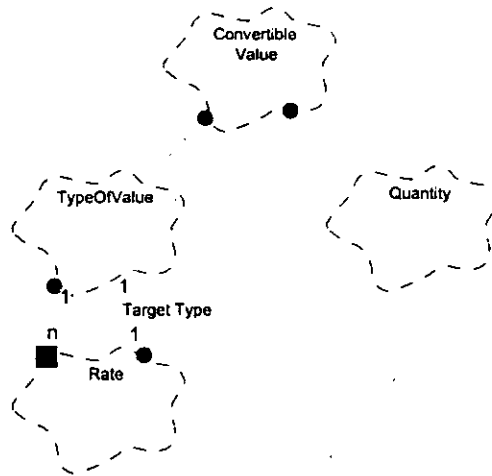 Convertible
Value
TypeOfValue
Quantity
1
1
Target Type
n
1
Rate